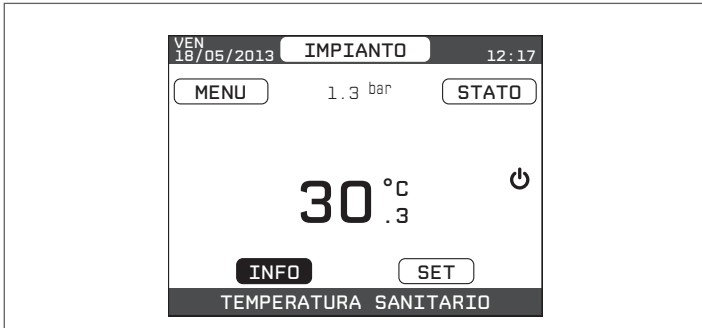 VEN
18/05/2013 IMPIANTO 12:17
MENU 1.3 bar STATO
30.3 °C
INFO SET
TEMPERATURA SANITARIO